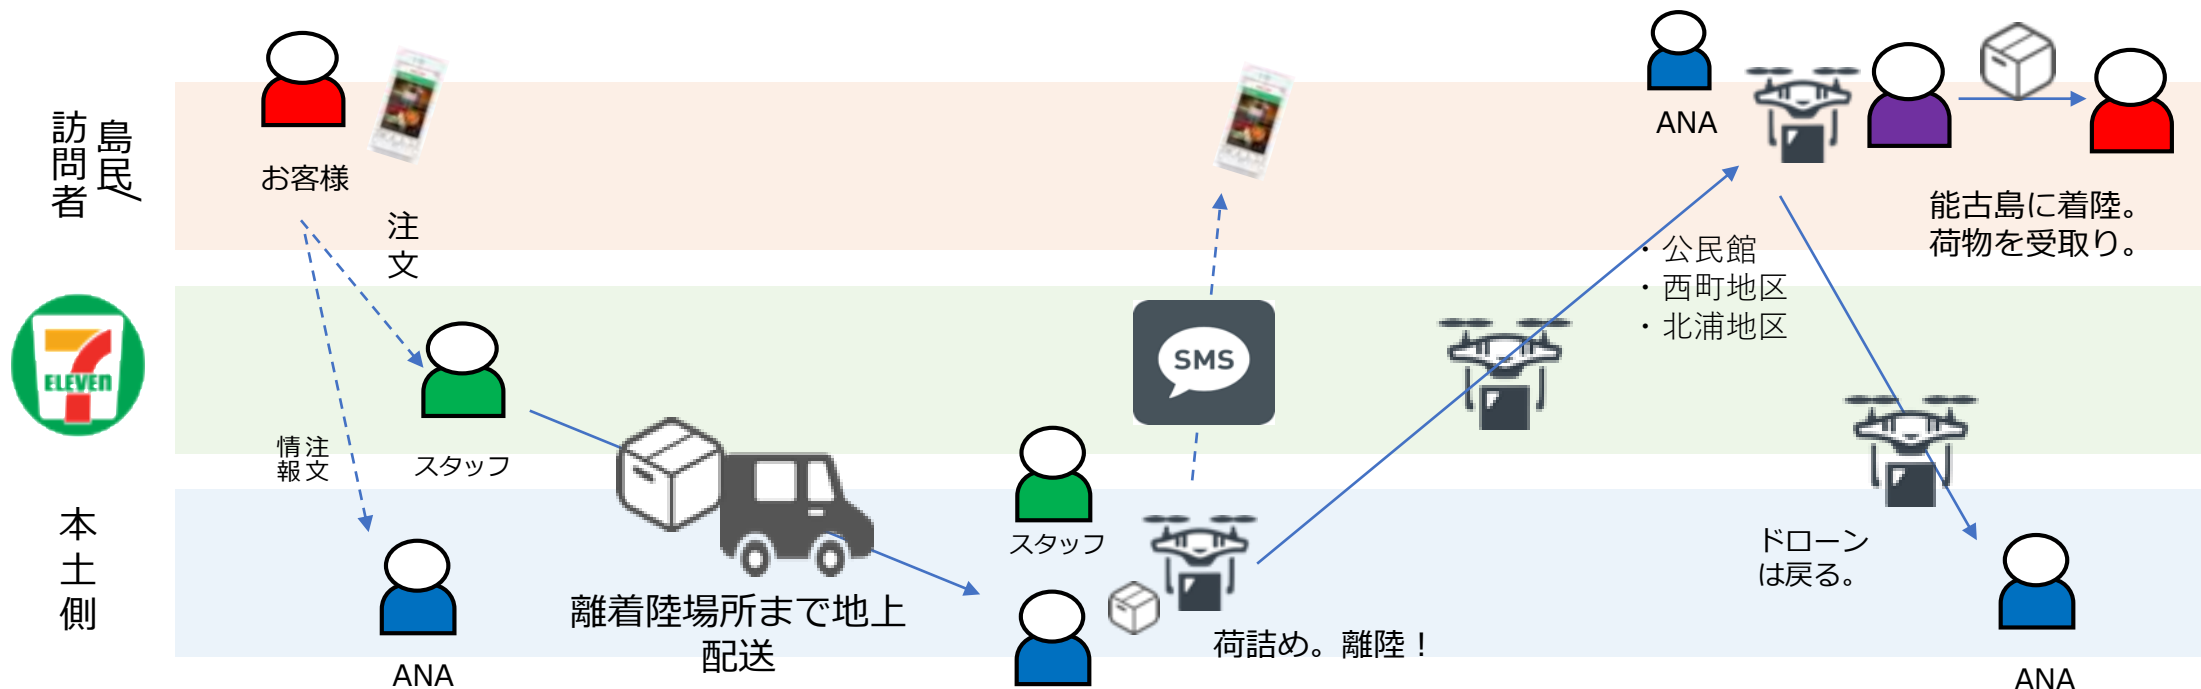 島民/
訪問者
お客様
注文
注文
情報
7
ELEVEN
スタッフ
本土側
ANA
離着陸場所まで地上
配送
スタッフ
SMS
荷詰め。離陸！
ANA
・公民館
・西町地区
・北浦地区
能古島に着陸。
荷物を受取り。
ドローン
は戻る。
ANA